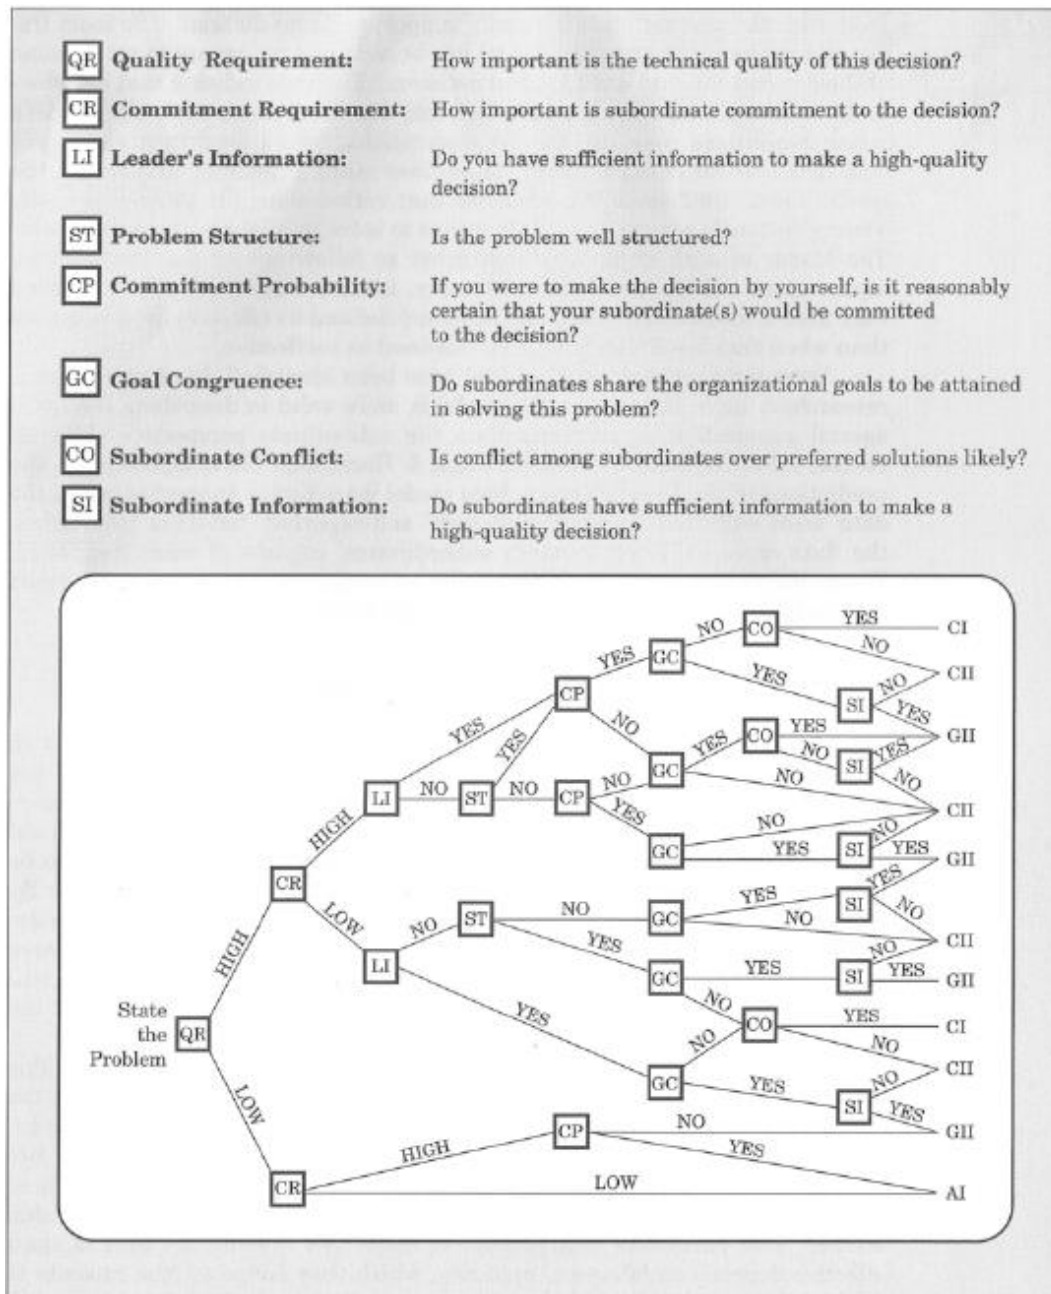 QR Quality Requirement: How important is the technical quality of this decision?
CR Commitment Requirement: How important is subordinate commitment to the decision?
LI Leader's Information: Do you have sufficient information to make a high-quality
decision?
ST Problem Structure: Is the problem well structured?
CP Commitment Probability: If you were to make the decision by yourself, is it reasonably
certain that your subordinate(s) would be committed
to the decision?
GC Goal Congruence: Do subordinates share the organizational goals to be attained
in solving this problem?
CO Subordinate Conflict: Is conflict among subordinates over preferred solutions likely?
SI Subordinate Information: Do subordinates have sufficient information to make a
high-quality decision?
NO CO YES CI
YES GC NO
CP YES NO CII
YES SI YES
YES NO CO YES GII
GC YES NO SI YES
LI NO ST NO CP NO NO NO CII
HIGH YES NO NO
GC YES SI YES GII
CR YES SI YES
LOW NO ST NO GC NO NO
HIGH LI YES NO CII
GC YES SI YES GII
State
the
Problem
QR YES NO CO YES CI
NO NO
GC YES NO CII
LOW SI YES
CP NO GII
HIGH YES
CR LOW AI